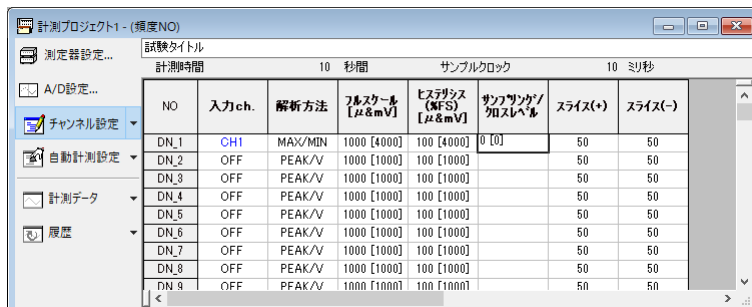 計測プロジェクト1 - (頻度NO)
測定器設定...
A/D設定...
チャンネル設定
自動計測設定
計測データ
履歴
試験タイトル
計測時間 10 秒間 サンプルクロック 10 ミリ秒
NO 入力ch. 解析方法 フルスケール [μ&mV] ヒステリシス (%FS) [μ&mV] サンプリング/クロスレベル スライス(+) スライス(-)
DN_1 CH1 MAX/MIN 1000 [4000] 100 [4000] 0 [0] 50 50
DN_2 OFF PEAK/V 1000 [1000] 100 [1000] 50 50
DN_3 OFF PEAK/V 1000 [1000] 100 [1000] 50 50
DN_4 OFF PEAK/V 1000 [1000] 100 [1000] 50 50
DN_5 OFF PEAK/V 1000 [1000] 100 [1000] 50 50
DN_6 OFF PEAK/V 1000 [1000] 100 [1000] 50 50
DN_7 OFF PEAK/V 1000 [1000] 100 [1000] 50 50
DN_8 OFF PEAK/V 1000 [1000] 100 [1000] 50 50
DN_9 OFF PEAK/V 1000 [1000] 100 [1000] 50 50